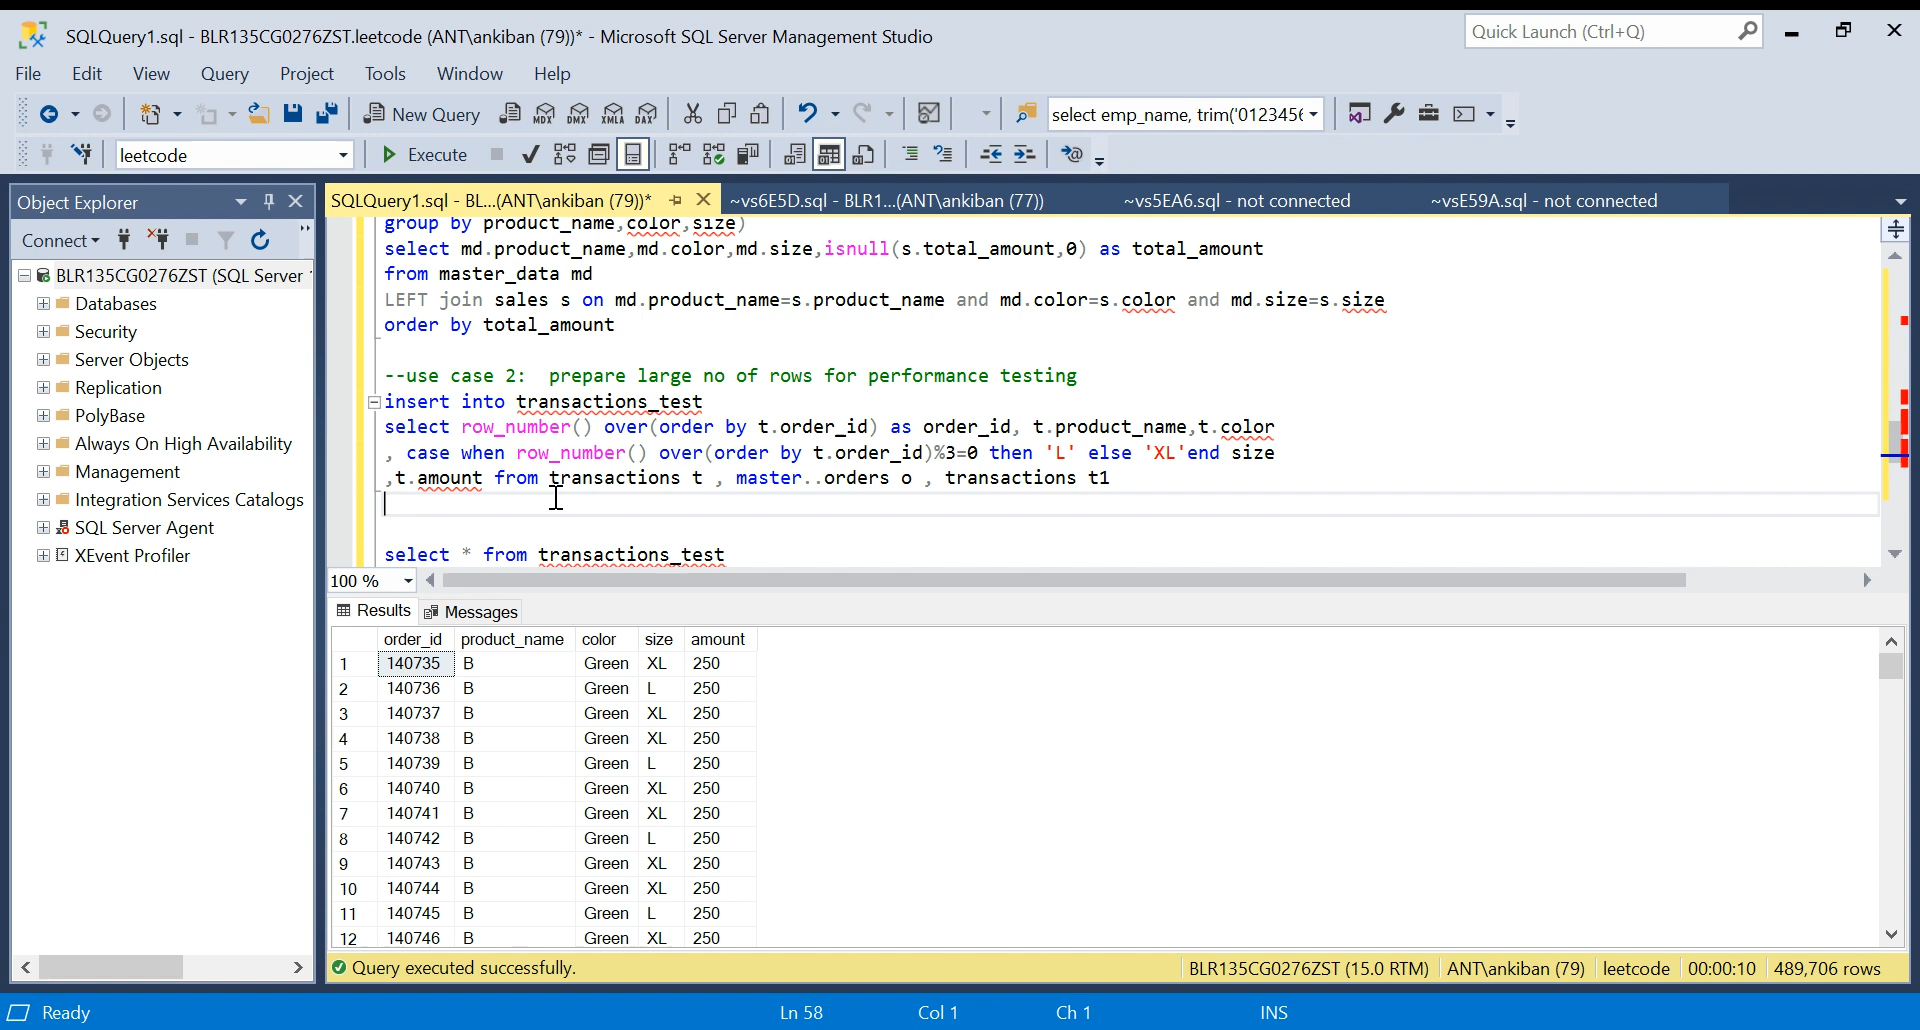 SQLQuery1.sql - BLR135CG0276ZST.leetcode (ANT\ankiban (79))* - Microsoft SQL Server Management Studio
Quick Launch (Ctrl+Q)
File Edit View Query Project Tools Window Help
New Query MDX DMX XMLA DAX select emp_name, trim('0123456
leetcode Execute
Object Explorer
SQLQuery1.sql - BL...(ANT\ankiban (79))* ~vs6E5D.sql - BLR1...(ANT\ankiban (77)) ~vs5EA6.sql - not connected ~vsE59A.sql - not connected
Connect
BLR135CG0276ZST (SQL Server
Databases
Security
Server Objects
Replication
PolyBase
Always On High Availability
Management
Integration Services Catalogs
SQL Server Agent
XEvent Profiler
group by product_name,color,size)
select md.product_name,md.color,md.size,isnull(s.total_amount,0) as total_amount
from master_data md
LEFT join sales s on md.product_name=s.product_name and md.color=s.color and md.size=s.size
order by total_amount
--use case 2: prepare large no of rows for performance testing
insert into transactions_test
select row_number() over(order by t.order_id) as order_id, t.product_name,t.color
, case when row_number() over(order by t.order_id)%3=0 then 'L' else 'XL'end size
,t.amount from transactions t , master..orders o , transactions t1
select * from transactions_test
100 %
Results Messages
order_id product_name color size amount
1 140735 B Green XL 250
2 140736 B Green L 250
3 140737 B Green XL 250
4 140738 B Green XL 250
5 140739 B Green L 250
6 140740 B Green XL 250
7 140741 B Green XL 250
8 140742 B Green L 250
9 140743 B Green XL 250
10 140744 B Green XL 250
11 140745 B Green L 250
12 140746 B Green XL 250
Query executed successfully. BLR135CG0276ZST (15.0 RTM) ANT\ankiban (79) leetcode 00:00:10 489,706 rows
Ready Ln 58 Col 1 Ch 1 INS